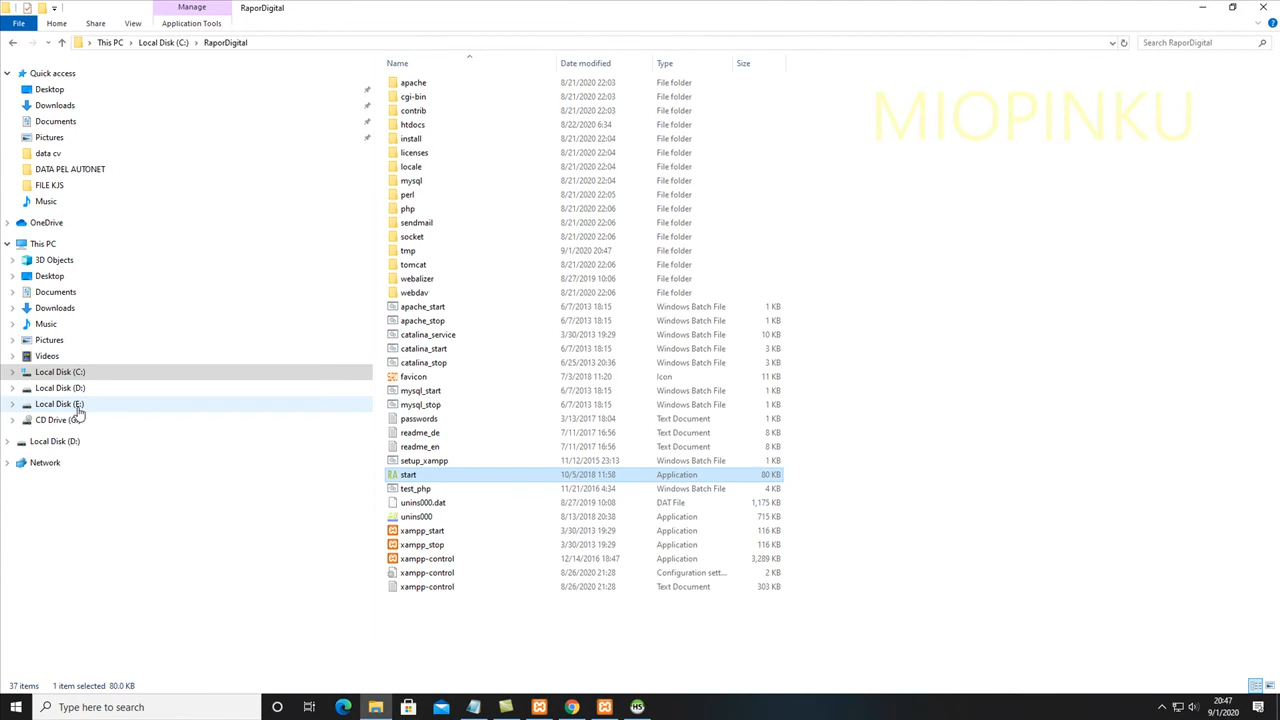 Manage
RaporDigital
File
Home
Share
View
Application Tools
This PC
Local Disk (C:)
RaporDigital
Search RaporDigital
Name
Date modified
Type
Size
Quick access
Desktop
Downloads
Documents
Pictures
data cv
DATA PEL AUTONET
FILE KJS
Music
OneDrive
This PC
3D Objects
Desktop
Documents
Downloads
Music
Pictures
Videos
Local Disk (C:)
Local Disk (D:)
Local Disk (E:)
CD Drive (G:)
Local Disk (D:)
Network
apache 8/21/2020 22:03 File folder
cgi-bin 8/21/2020 22:03 File folder
contrib 8/21/2020 22:03 File folder
htdocs 8/22/2020 6:34 File folder
install 8/21/2020 22:04 File folder
licenses 8/21/2020 22:04 File folder
locale 8/21/2020 22:04 File folder
mysql 8/21/2020 22:04 File folder
perl 8/21/2020 22:05 File folder
php 8/21/2020 22:06 File folder
sendmail 8/21/2020 22:06 File folder
socket 8/21/2020 22:06 File folder
tmp 9/1/2020 20:47 File folder
tomcat 8/21/2020 22:06 File folder
webalizer 8/27/2019 10:06 File folder
webdav 8/21/2020 22:06 File folder
apache_start 6/7/2013 18:15 Windows Batch File 1 KB
apache_stop 6/7/2013 18:15 Windows Batch File 1 KB
catalina_service 3/30/2013 19:29 Windows Batch File 10 KB
catalina_start 6/7/2013 18:15 Windows Batch File 3 KB
catalina_stop 6/25/2013 20:36 Windows Batch File 3 KB
favicon 7/3/2018 11:20 Icon 11 KB
mysql_start 6/7/2013 18:15 Windows Batch File 1 KB
mysql_stop 6/7/2013 18:15 Windows Batch File 1 KB
passwords 3/13/2017 18:04 Text Document 1 KB
readme_de 7/11/2017 16:56 Text Document 8 KB
readme_en 7/11/2017 16:56 Text Document 8 KB
setup_xampp 11/12/2015 23:13 Windows Batch File 1 KB
start 10/5/2018 11:58 Application 80 KB
test_php 11/21/2016 4:34 Windows Batch File 4 KB
unins000.dat 8/27/2019 10:08 DAT File 1,175 KB
unins000 8/13/2018 20:38 Application 715 KB
xampp_start 3/30/2013 19:29 Application 116 KB
xampp_stop 3/30/2013 19:29 Application 116 KB
xampp-control 12/14/2016 18:47 Application 3,289 KB
xampp-control 8/26/2020 21:28 Configuration sett... 2 KB
xampp-control 8/26/2020 21:28 Text Document 303 KB
MIOPINKU
37 items
1 item selected 80.0 KB
Type here to search
20:47
9/1/2020